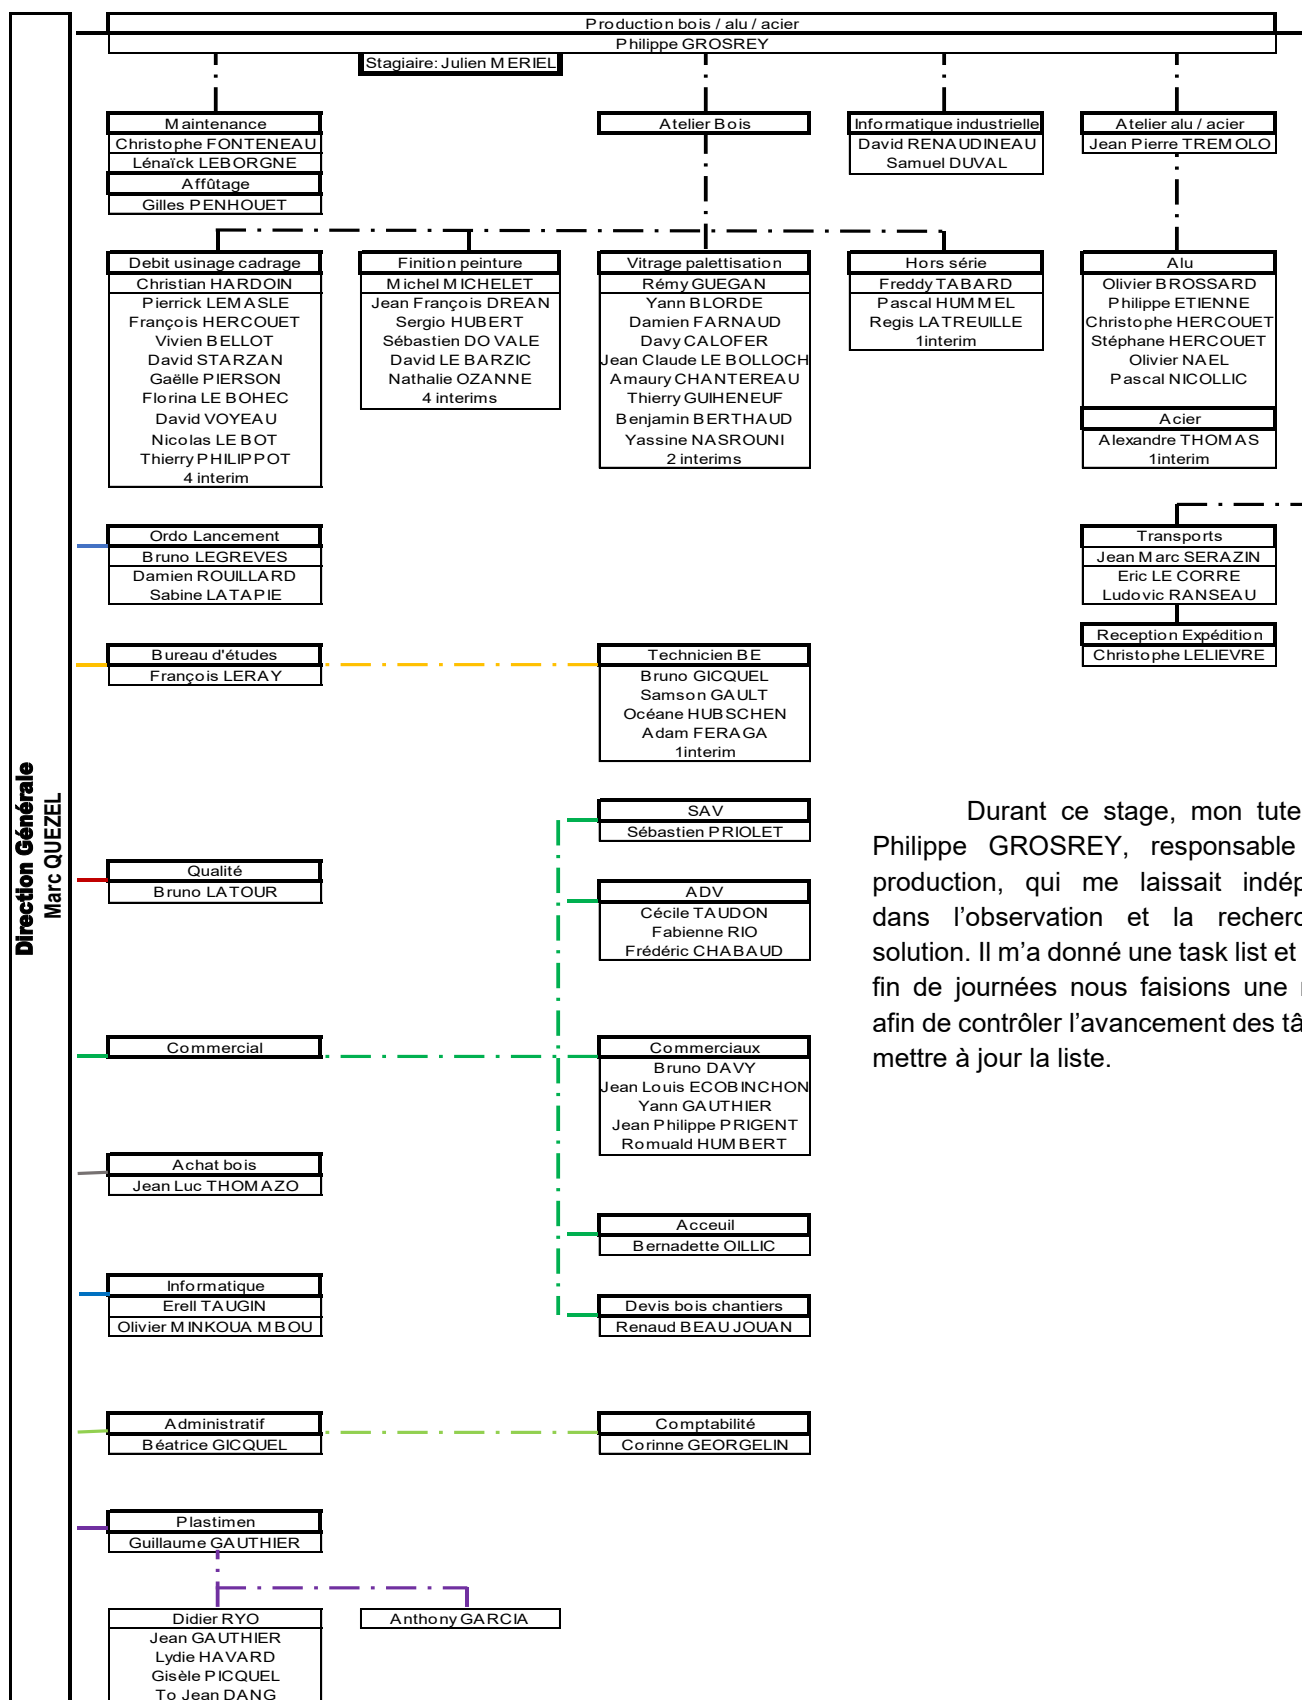 Production bois / alu / acier
Philippe GROSREY
Stagiaire: Julien MERIEL
Maintenance
Christophe FONTENEAU
Lénaïck LEBORGNE
Affûtage
Gilles PENHOUET
Atelier Bois
Informatique industrielle
David RENAUDINEAU
Samuel DUVAL
Atelier alu / acier
Jean Pierre TREMOLO
Debit usinage cadrage
Christian HARDOIN
Pierrick LEMASLE
François HERCOUET
Vivien BELLOT
David STARZAN
Gaëlle PIERSON
Florina LE BOHEC
David VOYEAU
Nicolas LE BOT
Thierry PHILIPPOT
4 interim
Finition peinture
Michel MICHELET
Jean François DREAN
Sergio HUBERT
Sébastien DO VALE
David LE BARZIC
Nathalie OZANNE
4 interims
Vitrage palettisation
Rémy GUEGAN
Yann BLORDE
Damien FARNAUD
Davy CALOFER
Jean Claude LE BOLLOCH
Amaury CHANTEREAU
Thierry GUIHENEUF
Benjamin BERTHAUD
Yassine NASROUNI
2 interims
Hors série
Freddy TABARD
Pascal HUMMEL
Regis LATREUILLE
1interim
Alu
Olivier BROSSARD
Philippe ETIENNE
Christophe HERCOUET
Stéphane HERCOUET
Olivier NAEL
Pascal NICOLLIC
Acier
Alexandre THOMAS
1interim
Transports
Jean Marc SERAZIN
Eric LE CORRE
Ludovic RANSEAU
Reception Expédition
Christophe LELIEVRE
Direction Générale
Marc QUEZEL
Ordo Lancement
Bruno LEGREVES
Damien ROUILLARD
Sabine LATAPIE
Bureau d'études
François LERAY
Technicien BE
Bruno GICQUEL
Samson GAULT
Océane HUBSCHEN
Adam FERAGA
1interim
SAV
Sébastien PRIOLET
Qualité
Bruno LATOUR
ADV
Cécile TAUDON
Fabienne RIO
Frédéric CHABAUD
Commercial
Commerciaux
Bruno DAVY
Jean Louis ECOBINCHON
Yann GAUTHIER
Jean Philippe PRIGENT
Romuald HUMBERT
Achat bois
Jean Luc THOMAZO
Acceuil
Bernadette OILLIC
Informatique
Erell TAUGIN
Olivier MINKOUA MBOU
Devis bois chantiers
Renaud BEAU JOUAN
Administratif
Béatrice GICQUEL
Comptabilité
Corinne GEORGELIN
Plastimen
Guillaume GAUTHIER
Didier RYO
Jean GAUTHIER
Lydie HAVARD
Gisèle PICQUEL
To Jean DANG
Anthony GARCIA
Durant ce stage, mon tute
Philippe GROSREY, responsable
production, qui me laissait indép
dans l’observation et la recherc
solution. Il m’a donné une task list et
fin de journées nous faisions une
afin de contrôler l’avancement des tâ
mettre à jour la liste.